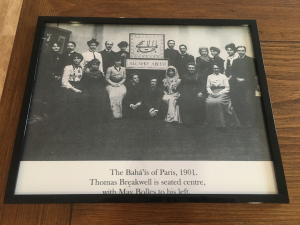 The Bahá'ís of Paris, 1901.
Thomas Breakwell is seated centre,
with May Bolles to his left.